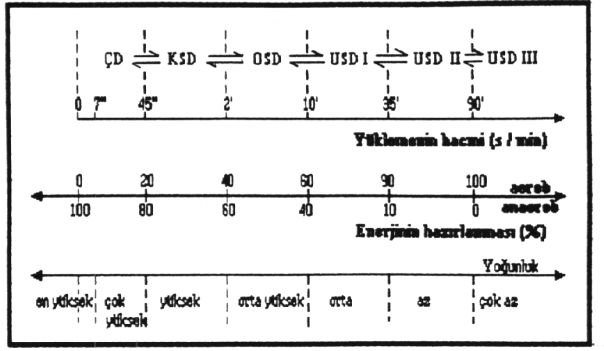 ÇD KSD OSD USD I USD II USD III
0 7" 45" 2' 10' 35' 90'
Yüklemenin hacmi (s / min)
0 20 40 60 90 100 aerob
100 80 60 40 10 0 anaerob
Enerjinin hazırlanması (%)
Yoğunluk
en yüksek çok yüksek orta yüksek orta az çok az
yüksek